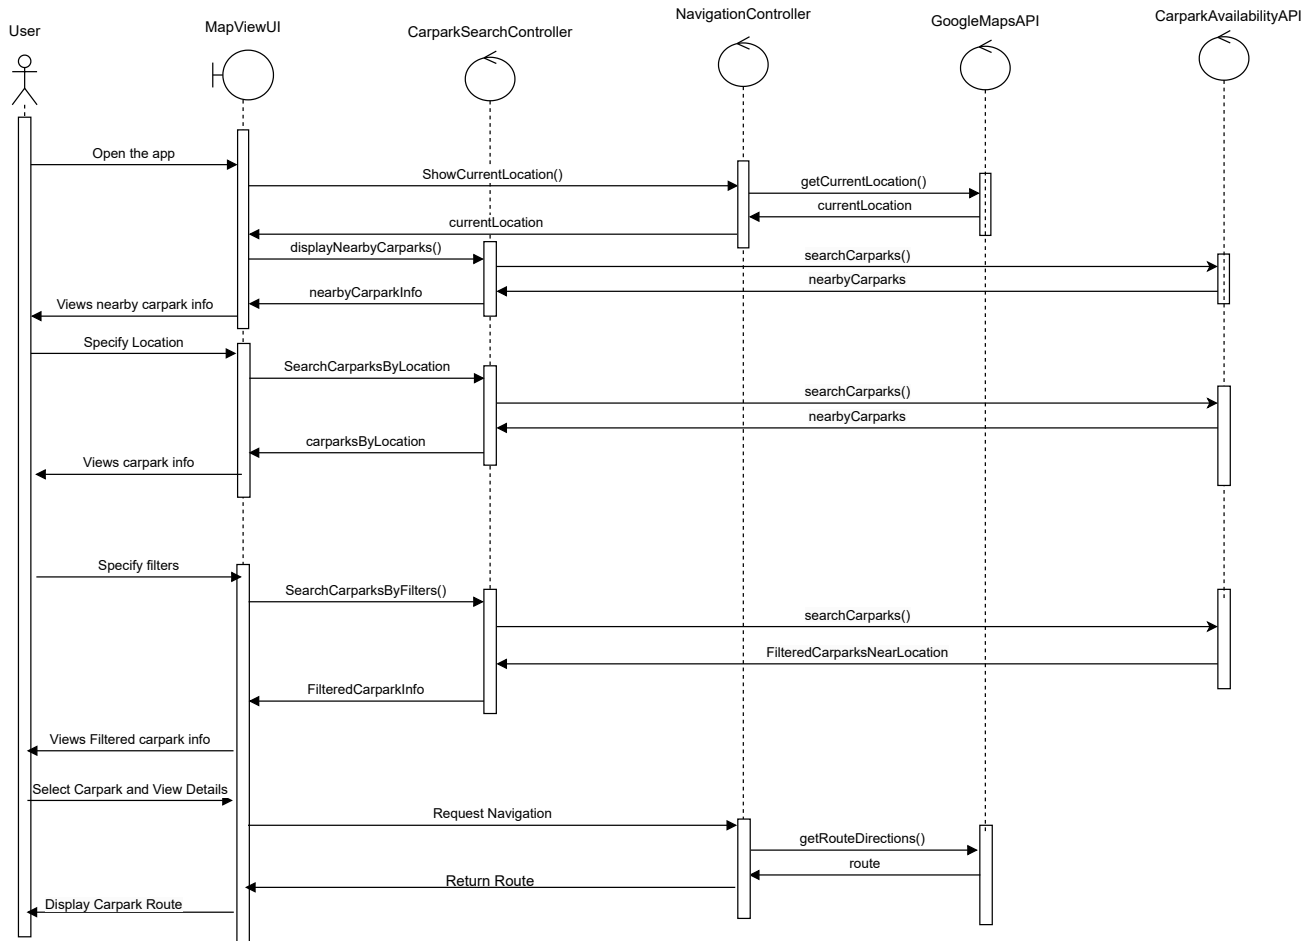 User
MapViewUI
CarparkSearchController
NavigationController
GoogleMapsAPI
CarparkAvailabilityAPI
Open the app
ShowCurrentLocation()
getCurrentLocation()
currentLocation
currentLocation
displayNearbyCarparks()
searchCarparks()
nearbyCarparks
nearbyCarparkInfo
Views nearby carpark info
Specify Location
SearchCarparksByLocation
searchCarparks()
nearbyCarparks
carparksByLocation
Views carpark info
Specify filters
SearchCarparksByFilters()
searchCarparks()
FilteredCarparksNearLocation
FilteredCarparkInfo
Views Filtered carpark info
Select Carpark and View Details
Request Navigation
getRouteDirections()
route
Return Route
Display Carpark Route